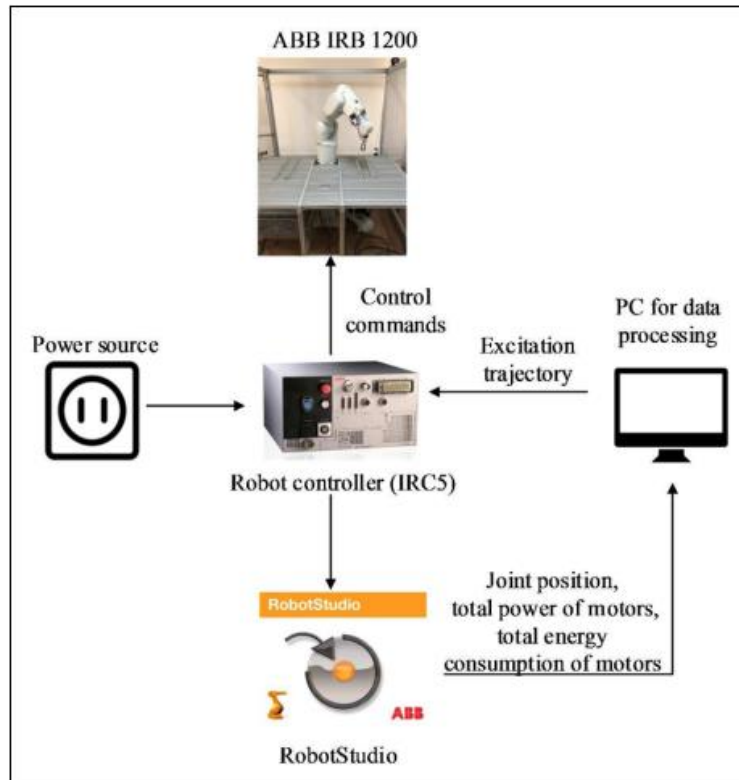 ABB IRB 1200
Control
commands
Power source
Excitation
trajectory
PC for data
processing
Robot controller (IRC5)
RobotStudio
ABB
Joint position,
total power of motors,
total energy
consumption of motors
RobotStudio